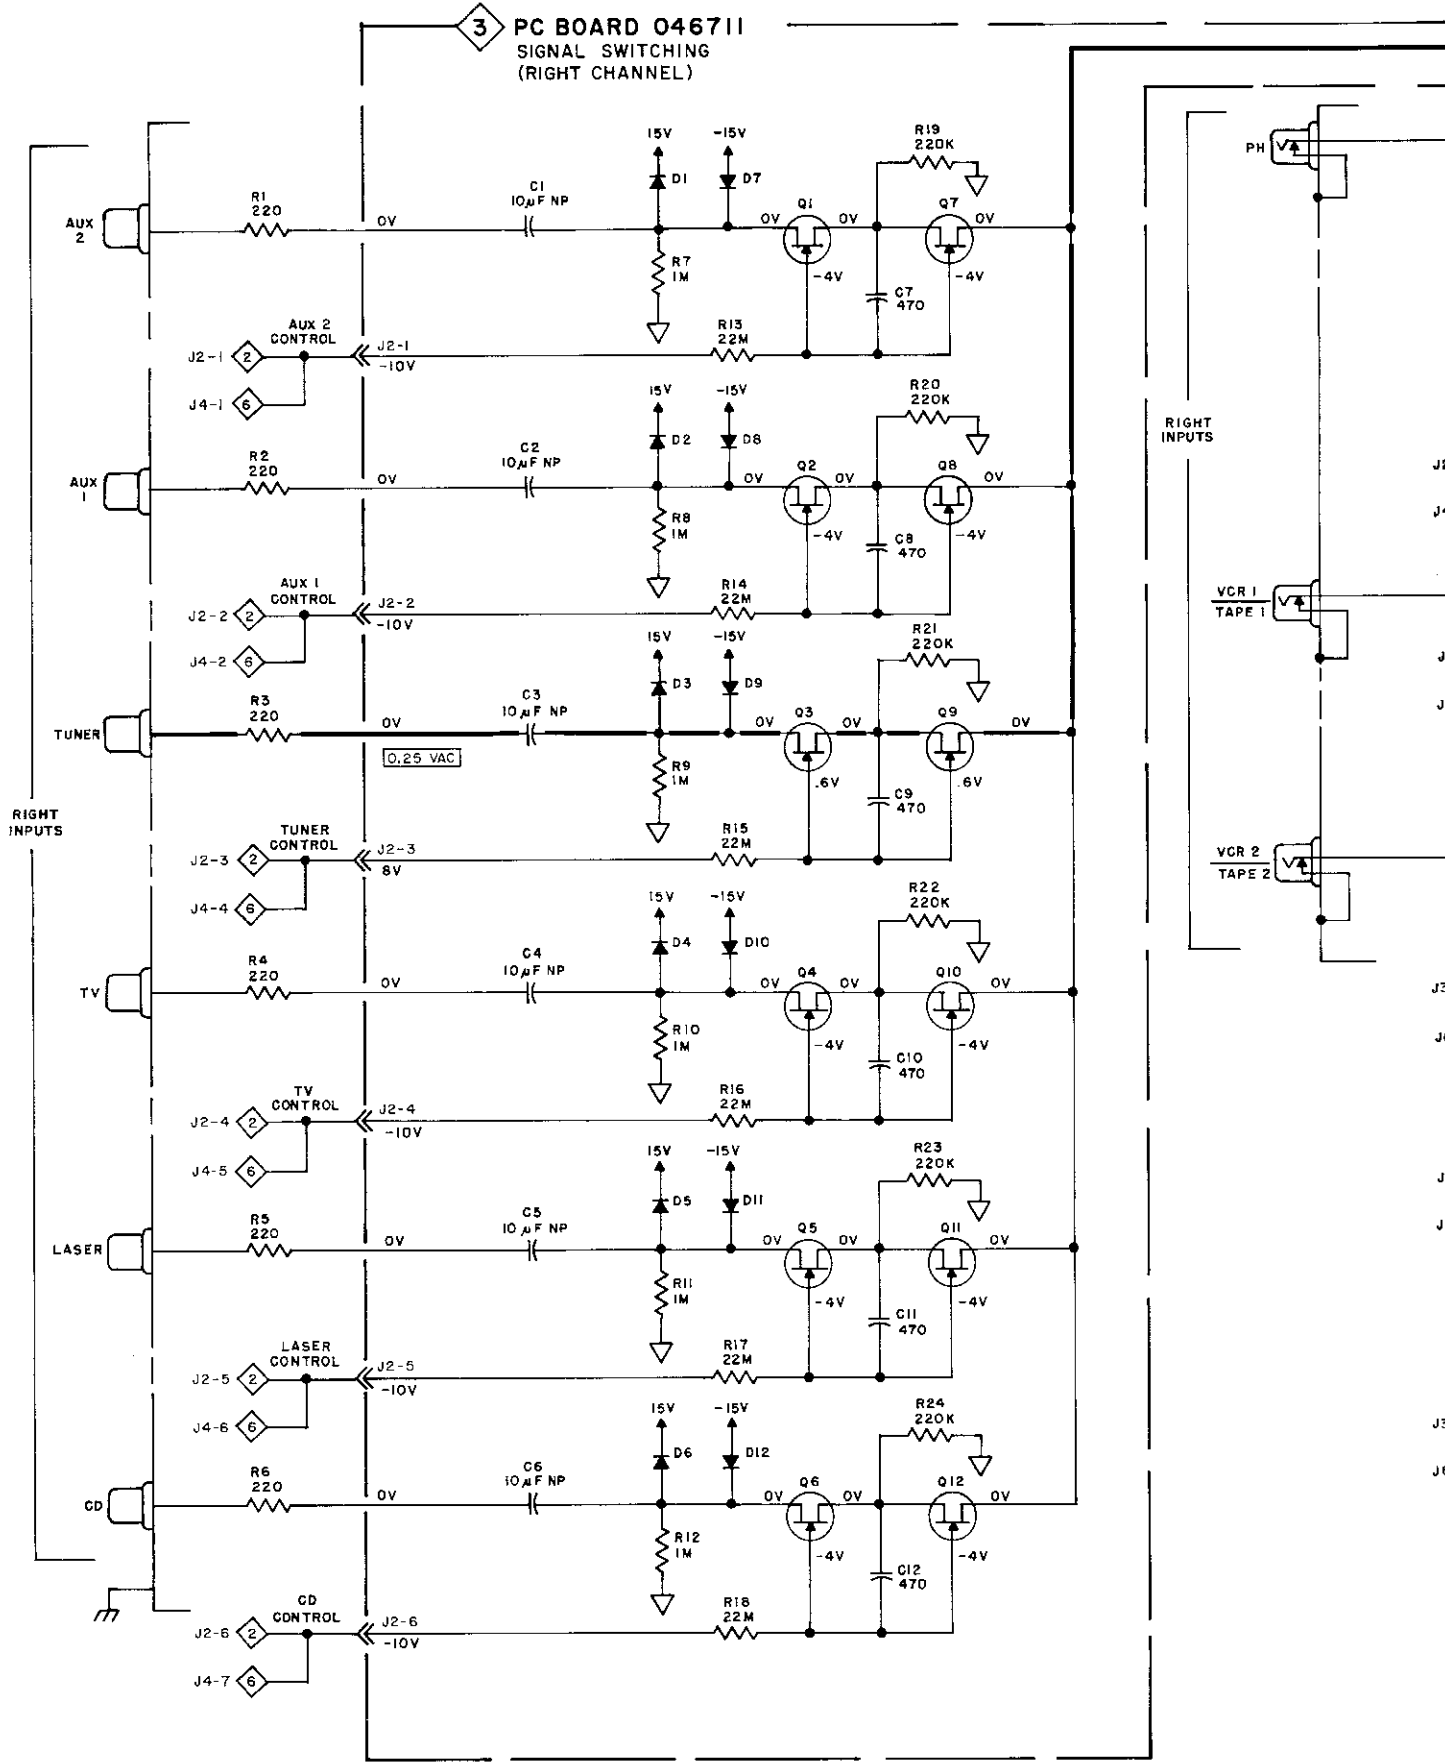 3 PC BOARD 046711
SIGNAL SWITCHING
(RIGHT CHANNEL)
RIGHT
INPUTS
AUX
2
R1
220
0V
C1
10µF NP
15V
D1
-15V
D7
R7
1M
0V
Q1
0V
-4V
R19
220K
C7
470
Q7
0V
-4V
AUX 2
CONTROL
J2-1 2
J4-1 6
J2-1
-10V
R13
22M
AUX
1
R2
220
0V
C2
10µF NP
15V
D2
-15V
D8
R8
1M
0V
Q2
0V
-4V
R20
220K
C8
470
Q8
0V
-4V
AUX 1
CONTROL
J2-2 2
J4-2 6
J2-2
-10V
R14
22M
TUNER
R3
220
0V
0.25 VAC
C3
10µF NP
15V
D3
-15V
D9
R9
1M
0V
Q3
0V
.6V
R21
220K
C9
470
Q9
0V
.6V
TUNER
CONTROL
J2-3 2
J4-4 6
J2-3
8V
R15
22M
TV
R4
220
0V
C4
10µF NP
15V
D4
-15V
D10
R10
1M
0V
Q4
0V
-4V
R22
220K
C10
470
Q10
0V
-4V
TV
CONTROL
J2-4 2
J4-5 6
J2-4
-10V
R16
22M
LASER
R5
220
0V
C5
10µF NP
15V
D5
-15V
D11
R11
1M
0V
Q5
0V
-4V
R23
220K
C11
470
Q11
0V
-4V
LASER
CONTROL
J2-5 2
J4-6 6
J2-5
-10V
R17
22M
CD
R6
220
0V
C6
10µF NP
15V
D6
-15V
D12
R12
1M
0V
Q6
0V
-4V
R24
220K
C12
470
Q12
0V
-4V
CD
CONTROL
J2-6 2
J4-7 6
J2-6
-10V
R18
22M
RIGHT
INPUTS
PH
VCR 1
TAPE 1
VCR 2
TAPE 2